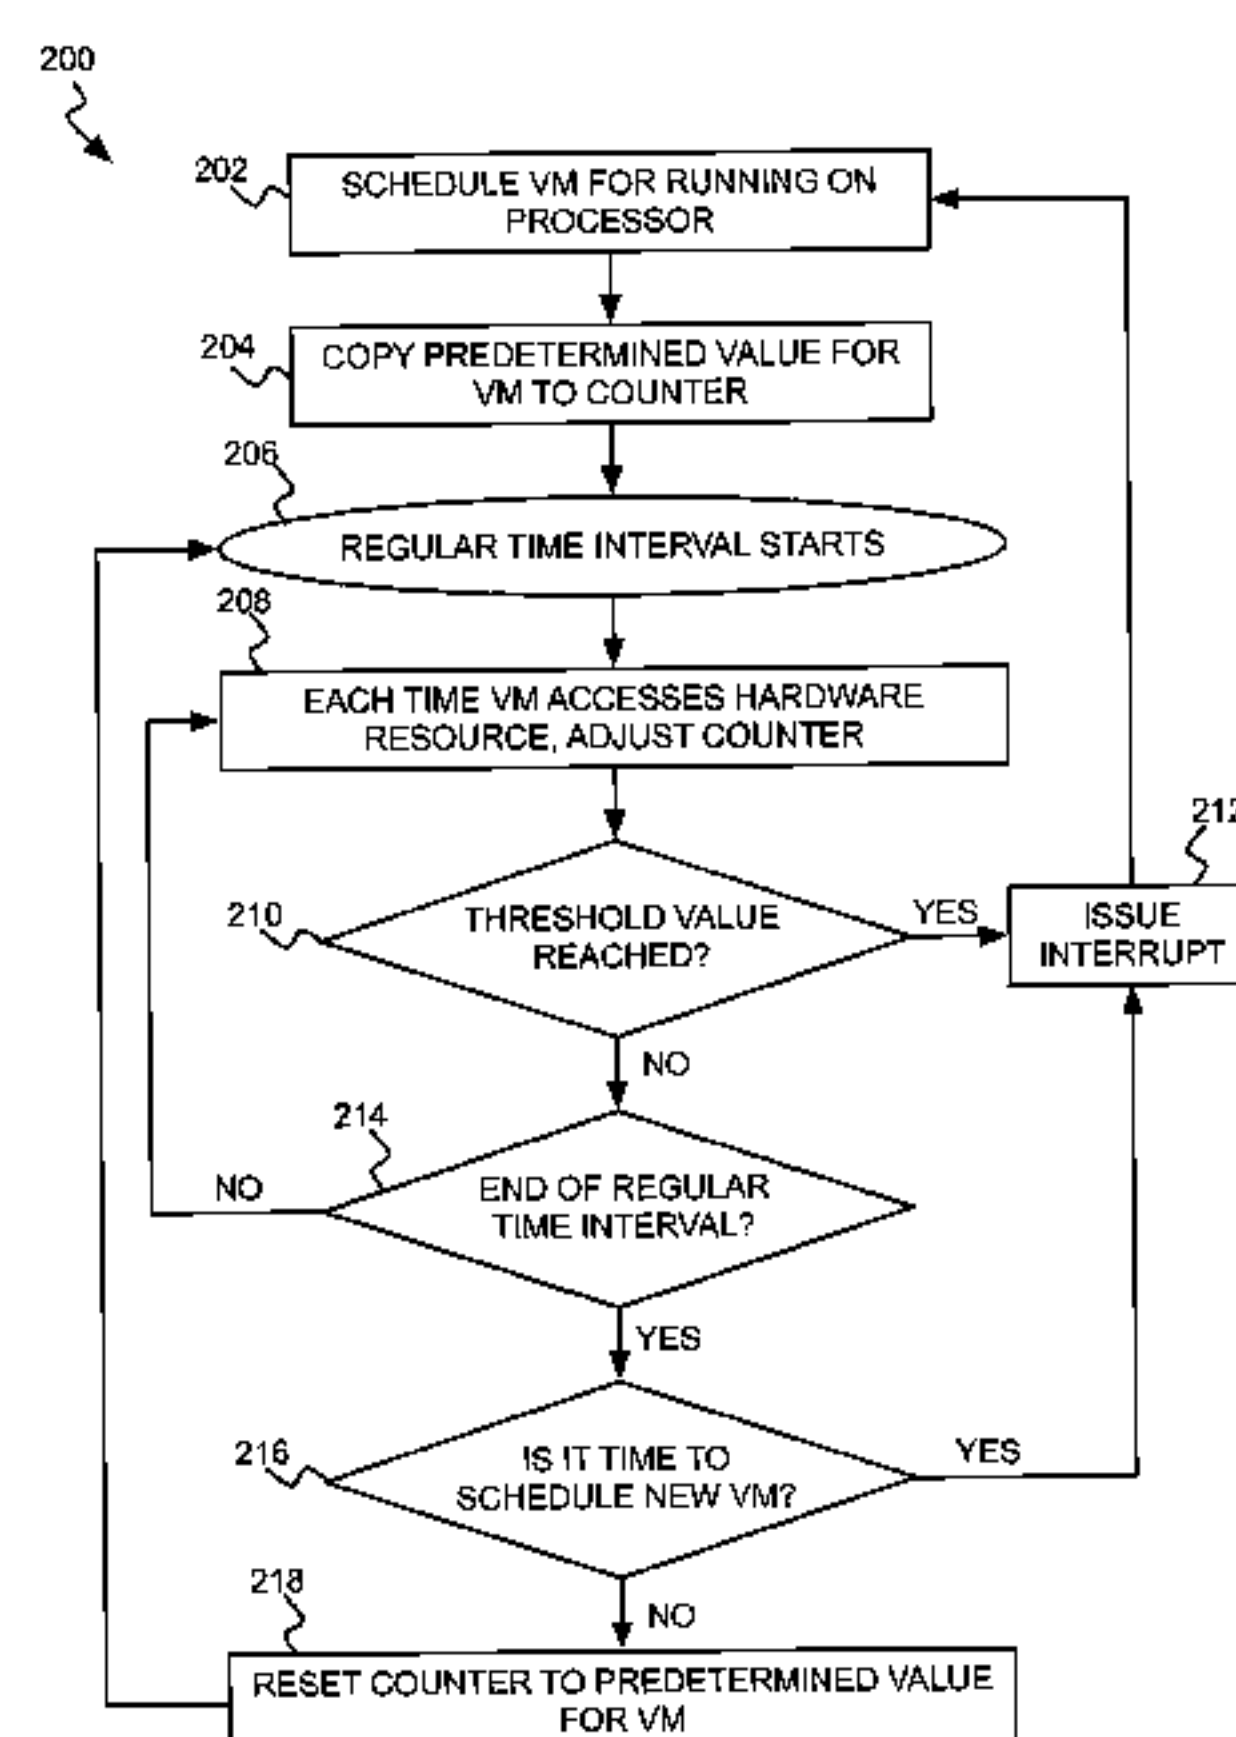 200
202
SCHEDULE VM FOR RUNNING ON
PROCESSOR
204
COPY PREDETERMINED VALUE FOR
VM TO COUNTER
206
REGULAR TIME INTERVAL STARTS
208
EACH TIME VM ACCESSES HARDWARE
RESOURCE, ADJUST COUNTER
210
THRESHOLD VALUE
REACHED?
YES
212
ISSUE
INTERRUPT
NO
214
END OF REGULAR
TIME INTERVAL?
NO
YES
216
IS IT TIME TO
SCHEDULE NEW VM?
YES
NO
218
RESET COUNTER TO PREDETERMINED VALUE
FOR VM